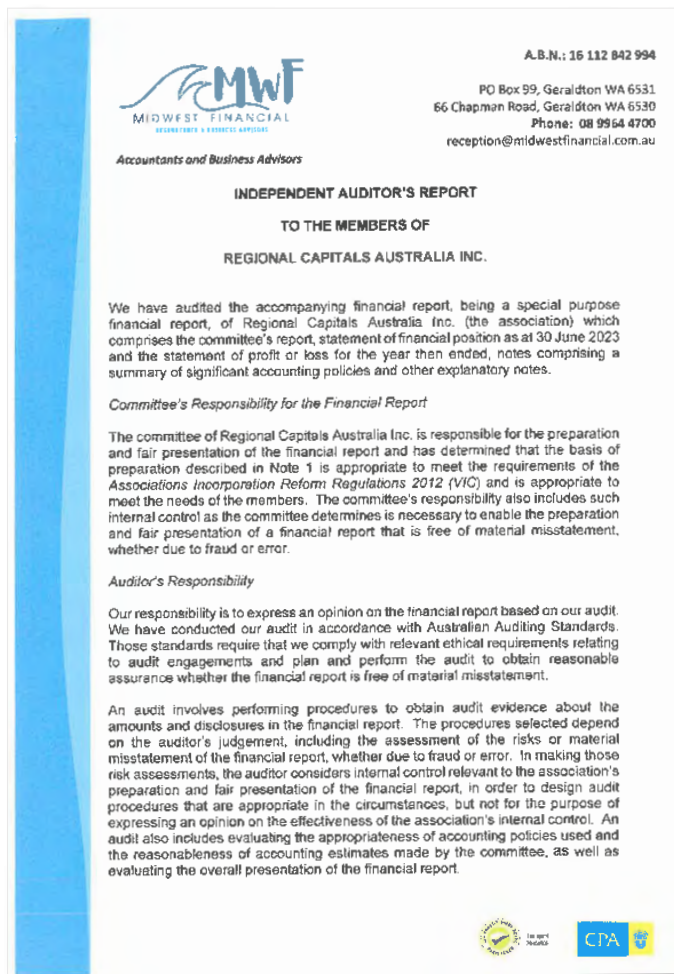 A.B.N.: 16 112 842 994
MWF
MIDWEST FINANCIAL
ACCOUNTANTS & BUSINESS ADVISORS
PO Box 99, Geraldton WA 6531
66 Chapman Road, Geraldton WA 6530
Phone: 08 9964 4700
reception@midwestfinancial.com.au
Accountants and Business Advisors
INDEPENDENT AUDITOR'S REPORT
TO THE MEMBERS OF
REGIONAL CAPITALS AUSTRALIA INC.
We have audited the accompanying financial report, being a special purpose
financial report, of Regional Capitals Australia Inc. (the association) which
comprises the committee's report, statement of financial position as at 30 June 2023
and the statement of profit or loss for the year then ended, notes comprising a
summary of significant accounting policies and other explanatory notes.
Committee's Responsibility for the Financial Report
The committee of Regional Capitals Australia Inc. is responsible for the preparation
and fair presentation of the financial report and has determined that the basis of
preparation described in Note 1 is appropriate to meet the requirements of the
Associations Incorporation Reform Regulations 2012 (VIC) and is appropriate to
meet the needs of the members. The committee's responsibility also includes such
internal control as the committee determines is necessary to enable the preparation
and fair presentation of a financial report that is free of material misstatement,
whether due to fraud or error.
Auditor's Responsibility
Our responsibility is to express an opinion on the financial report based on our audit.
We have conducted our audit in accordance with Australian Auditing Standards.
Those standards require that we comply with relevant ethical requirements relating
to audit engagements and plan and perform the audit to obtain reasonable
assurance whether the financial report is free of material misstatement.
An audit involves performing procedures to obtain audit evidence about the
amounts and disclosures in the financial report. The procedures selected depend
on the auditor's judgement, including the assessment of the risks or material
misstatement of the financial report, whether due to fraud or error. In making those
risk assessments, the auditor considers internal control relevant to the association's
preparation and fair presentation of the financial report, in order to design audit
procedures that are appropriate in the circumstances, but not for the purpose of
expressing an opinion on the effectiveness of the association's internal control. An
audit also includes evaluating the appropriateness of accounting policies used and
the reasonableness of accounting estimates made by the committee, as well as
evaluating the overall presentation of the financial report.
CPA